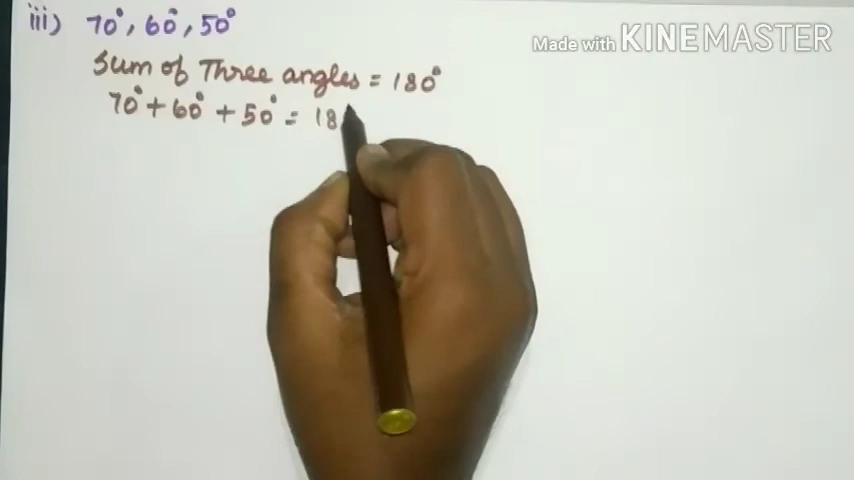 iii) 70°, 60°, 50°
Made with KINEMASTER
Sum of Three angles = 180°
70° + 60° + 50° = 18